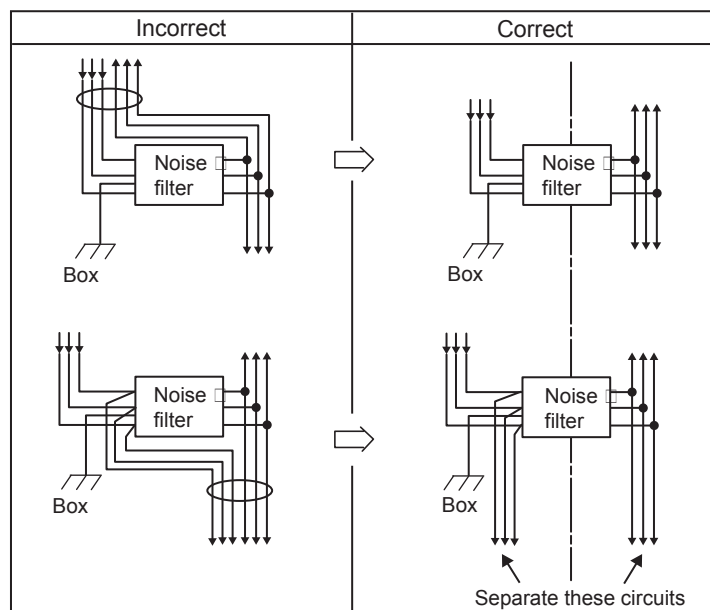 Incorrect
Correct
Noise
filter
Box
Noise
filter
Box
Noise
filter
Box
Noise
filter
Box
Separate these circuits